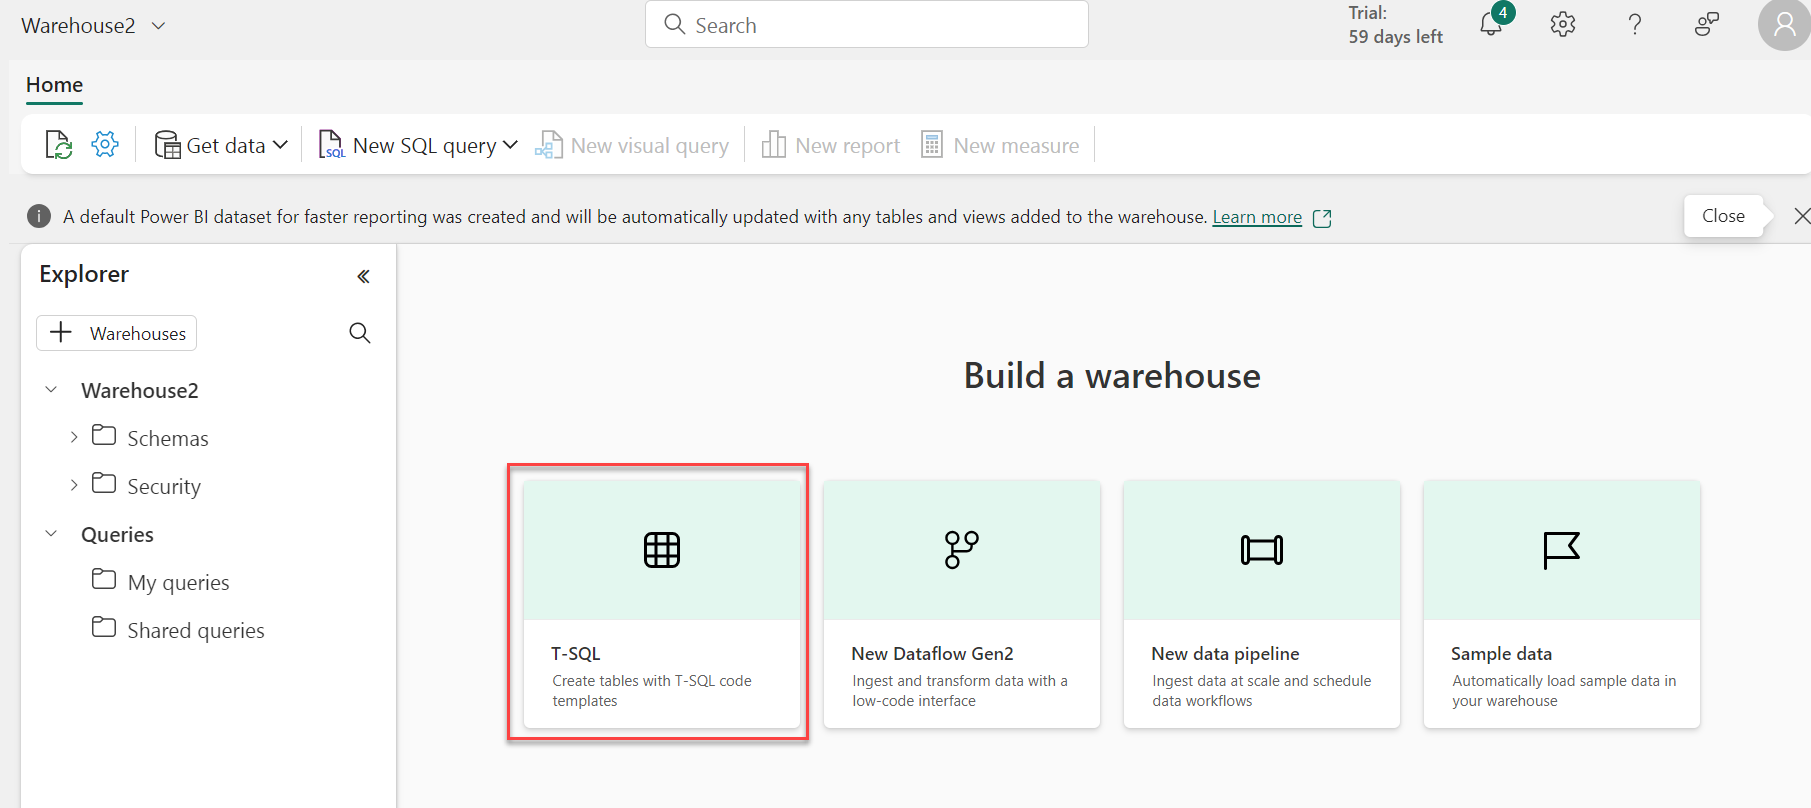 Warehouse2
Search
Trial:
59 days left
4
Home
Get data
SQL
New SQL query
New visual query
New report
New measure
A default Power BI dataset for faster reporting was created and will be automatically updated with any tables and views added to the warehouse. Learn more
Close
Explorer
Warehouses
Warehouse2
Schemas
Security
Queries
My queries
Shared queries
Build a warehouse
T-SQL
Create tables with T-SQL code
templates
New Dataflow Gen2
Ingest and transform data with a
low-code interface
New data pipeline
Ingest data at scale and schedule
data workflows
Sample data
Automatically load sample data in
your warehouse